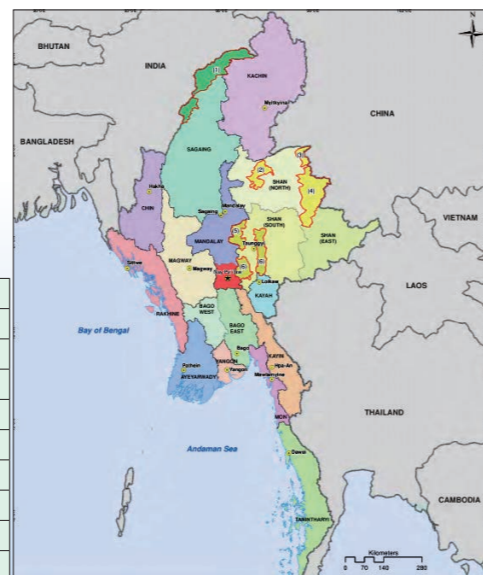 N
BHUTAN
INDIA
KACHIN
CHINA
Myitkyina
BANGLADESH
SAGAING
SHAN
(NORTH)
Hakha
CHIN
Sagaing
Mandalay
MANDALAY
SHAN
(SOUTH)
VIETNAM
SHAN
(EAST)
MAGWAY
Magway
Taunggyi
Loikaw
KAYAH
LAOS
Sittwe
RAKHINE
BAGO
WEST
BAGO
EAST
Bay of Bengal
Bago
YANGON
Yangon
Pathein
AYEYARWADY
KAYIN
Hpa-An
Mawlamyine
MON
THAILAND
Andaman Sea
Dawei
TANINTHARYI
CAMBODIA
Kilometers
0 70 140 280